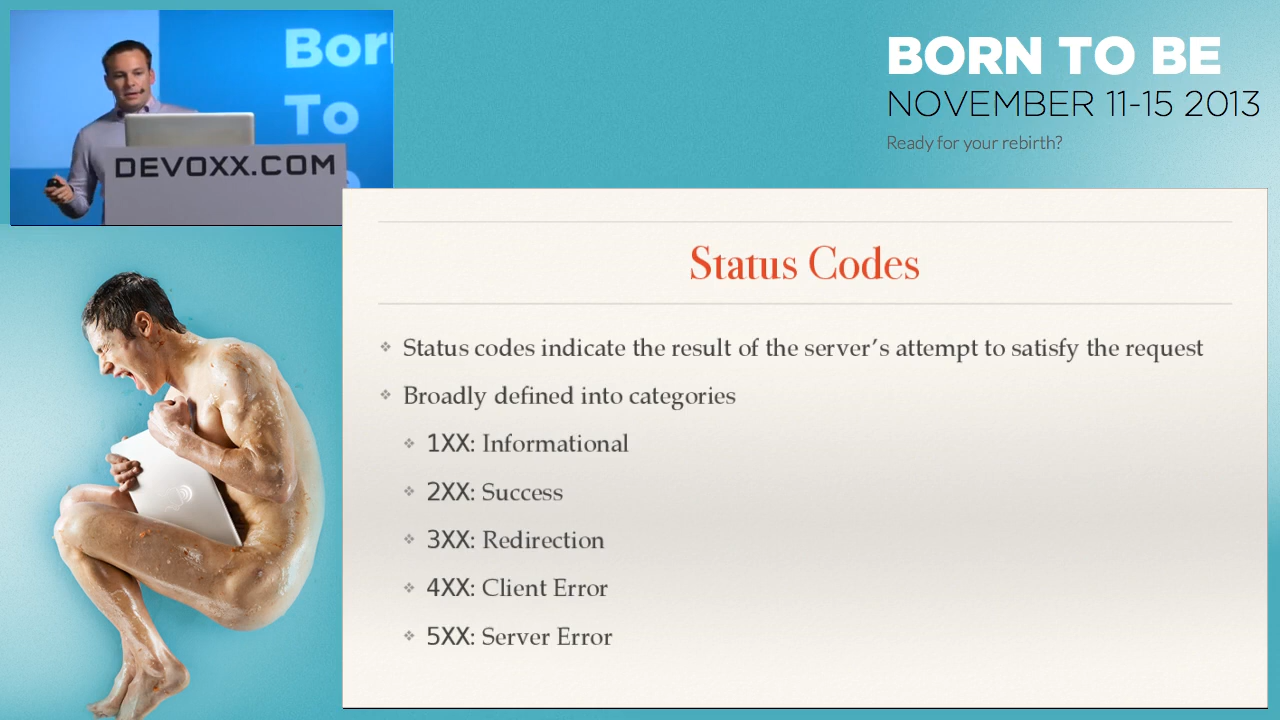 Born
To
DEVOXX.COM
BORN TO BE
NOVEMBER 11-15 2013
Ready for your rebirth?
Status Codes
Status codes indicate the result of the server’s attempt to satisfy the request
Broadly defined into categories
1XX: Informational
2XX: Success
3XX: Redirection
4XX: Client Error
5XX: Server Error